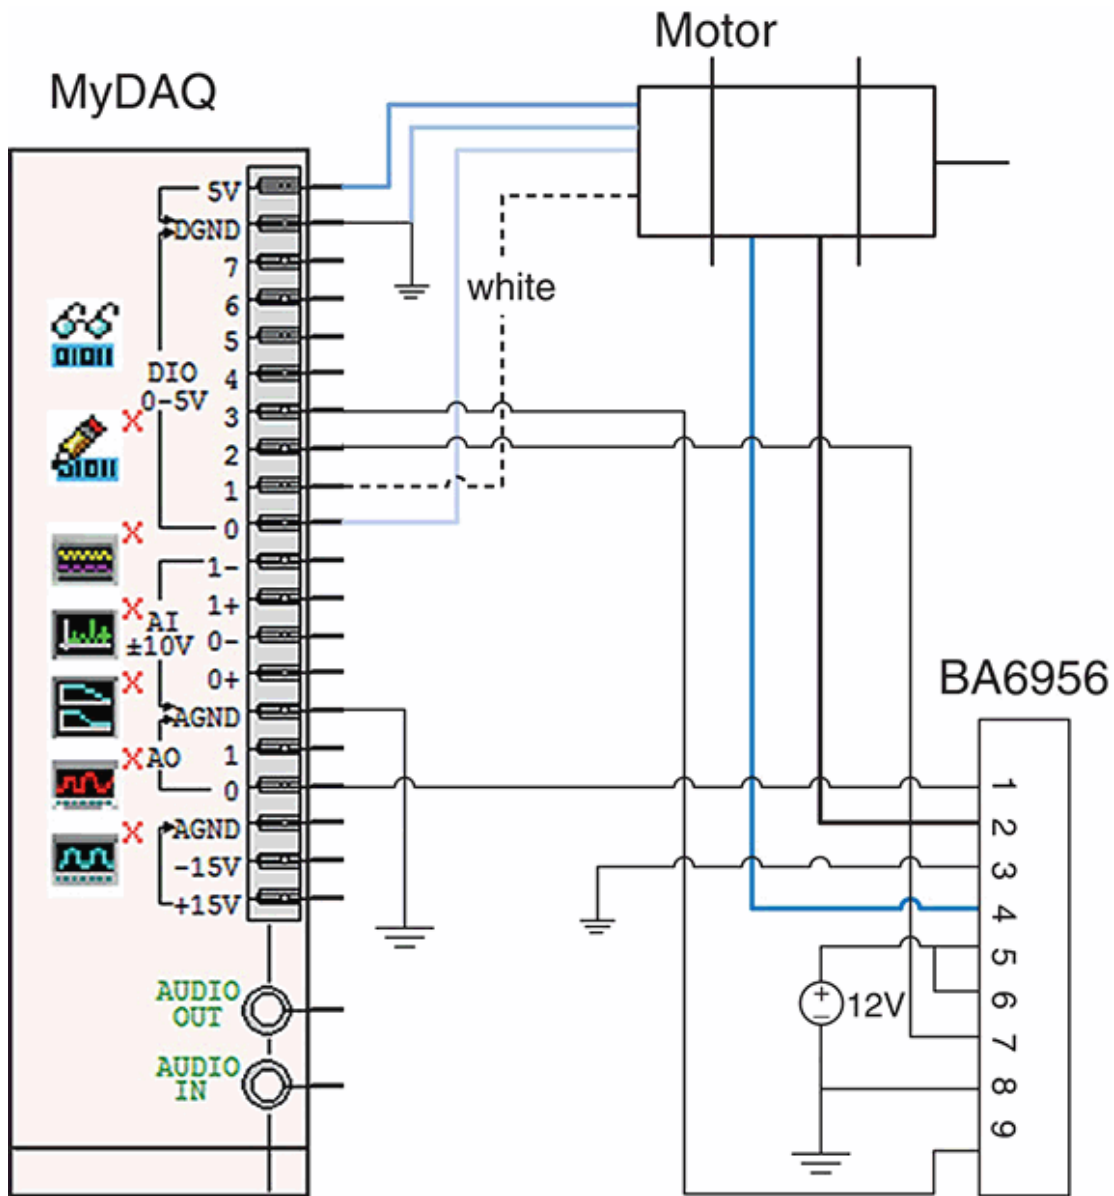 Motor
MyDAQ
5V
DGND
7
6
white
5
4
DIO
0-5V
3
2
1
0
1-
1+
AI
±10V
0-
0+
BA6956
AGND
AO
1
0
AGND
-15V
+15V
1
2
3
4
5
6
7
8
9
+
−
12V
AUDIO
OUT
AUDIO
IN
01011
01011
X
X
X
X
X
X